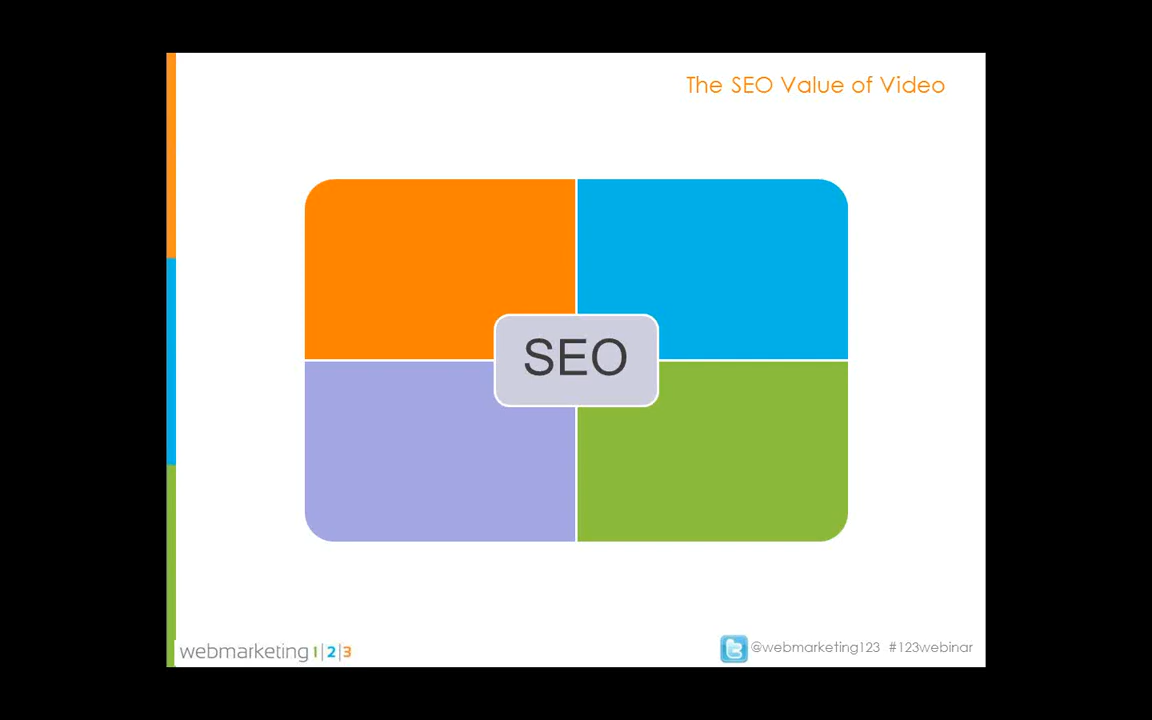 The SEO Value of Video
SEO
webmarketing 1|2|3
@webmarketing123 #123webinar